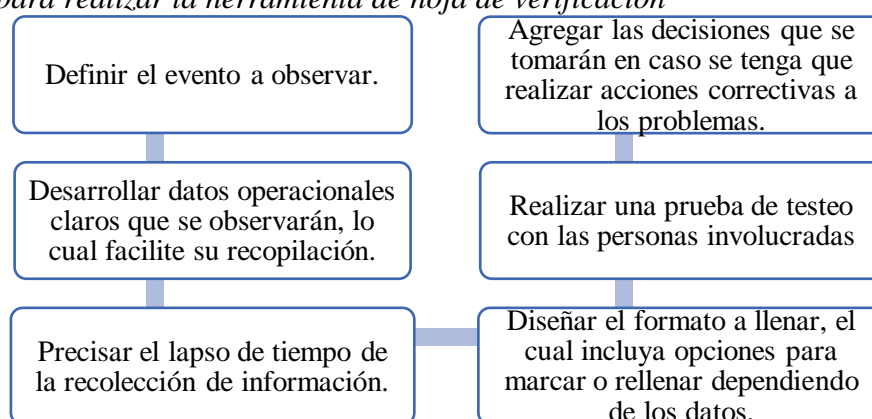 para realizar la herramienta de hoja de verificación
Definir el evento a observar.
Desarrollar datos operacionales
claros que se observarán, lo
cual facilite su recopilación.
Precisar el lapso de tiempo de
la recolección de información.
Diseñar el formato a llenar, el
cual incluya opciones para
marcar o rellenar dependiendo
de los datos.
Realizar una prueba de testeo
con las personas involucradas
Agregar las decisiones que se
tomarán en caso se tenga que
realizar acciones correctivas a
los problemas.